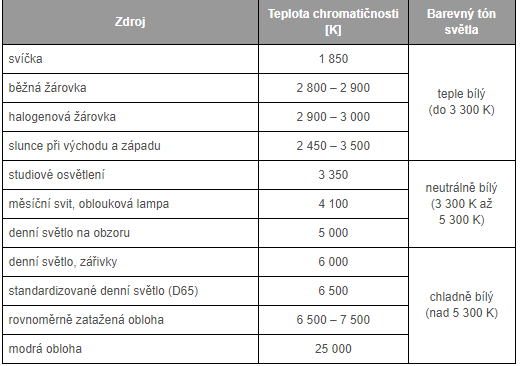 Zdroj
Teplota chromatičnosti
[K]
Barevný tón
světla
svíčka
1 850
běžná žárovka
2 800 – 2 900
halogenová žárovka
2 900 – 3 000
slunce při východu a západu
2 450 – 3 500
teple bílý
(do 3 300 K)
studiové osvětlení
3 350
měsíční svit, oblouková lampa
4 100
denní světlo na obzoru
5 000
neutrálně bílý
(3 300 K až
5 300 K)
denní světlo, zářivky
6 000
standardizované denní světlo (D65)
6 500
rovnoměrně zatažená obloha
6 500 – 7 500
modrá obloha
25 000
chladně bílý
(nad 5 300 K)